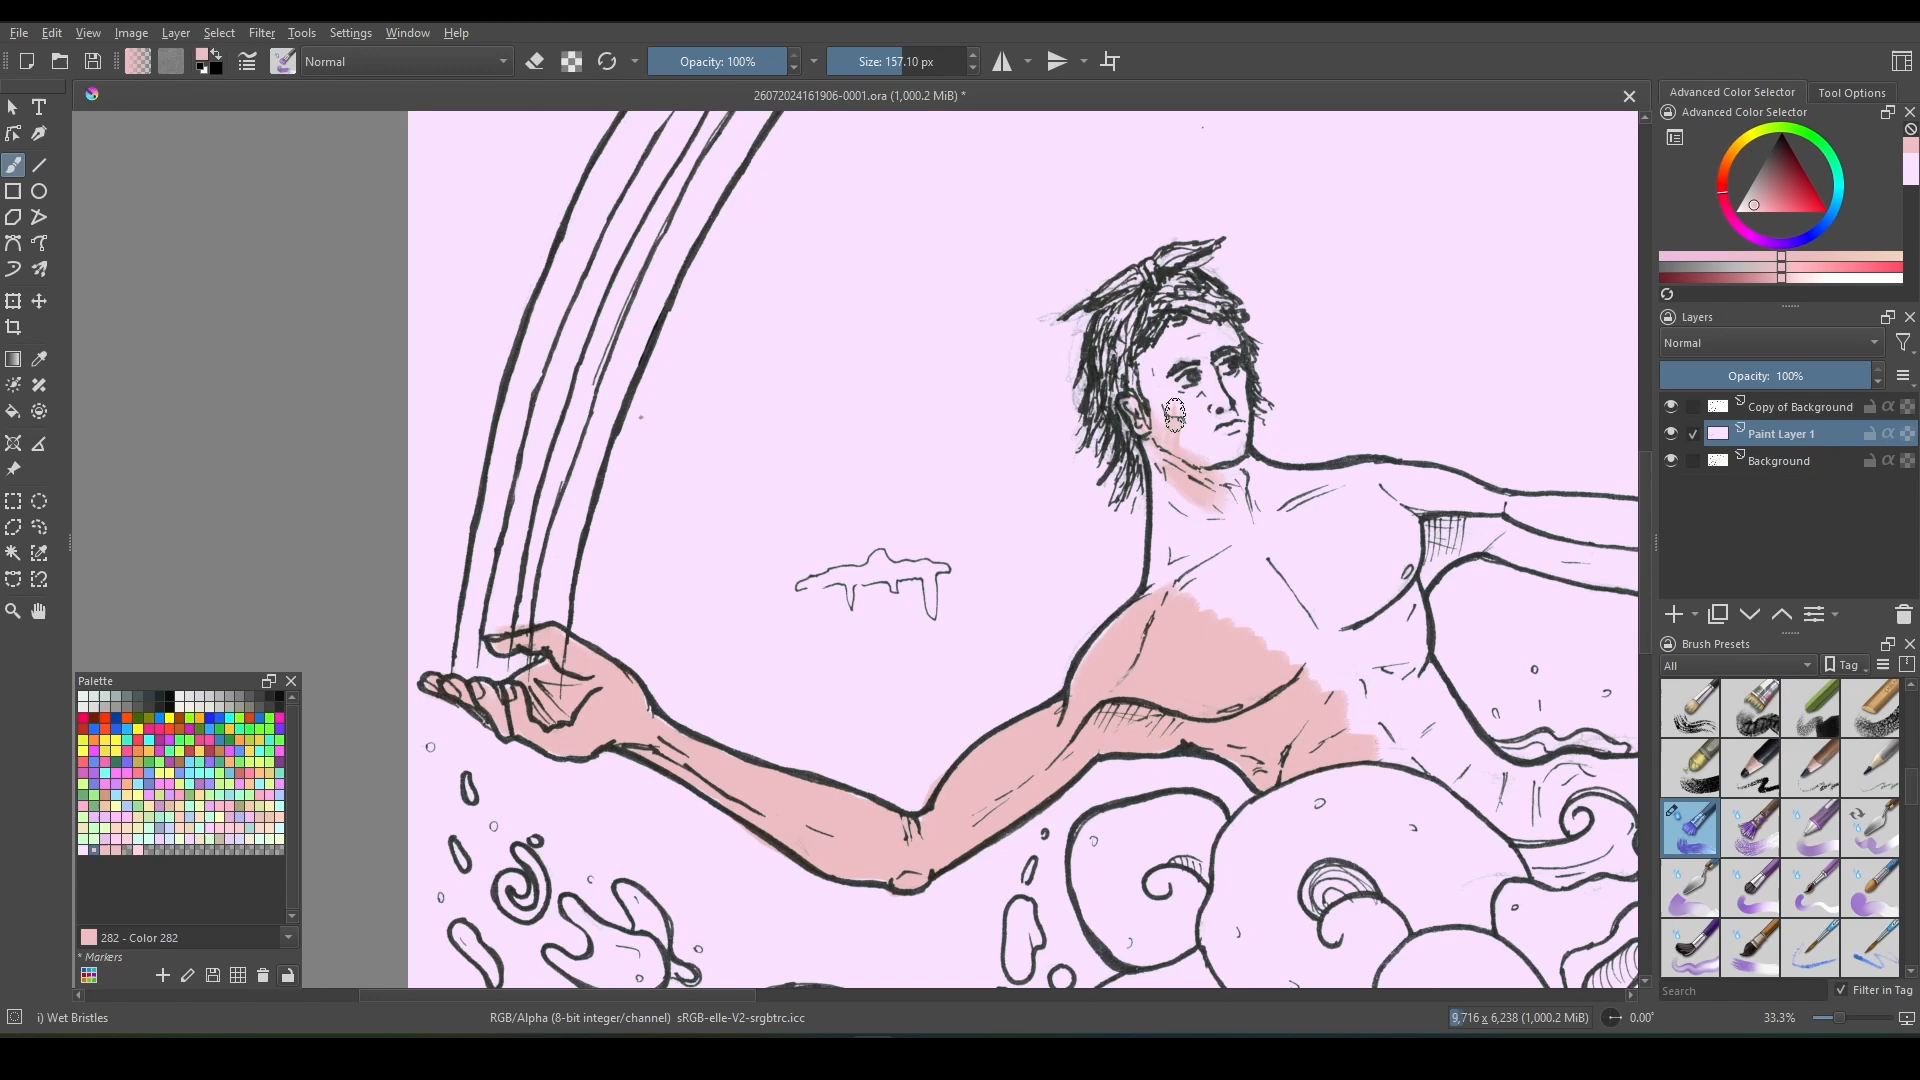 File Edit View Image Layer Select Filter Tools Settings Window Help
Normal
Opacity: 100%
Size: 157.10 px
26072024161906-0001.ora (1,000.2 MiB) *
Advanced Color Selector
Tool Options
Advanced Color Selector
Layers
Normal
Opacity: 100%
Copy of Background
Paint Layer 1
Background
Brush Presets
All
Tag
Palette
282 - Color 282
* Markers
Search
Filter in Tag
i) Wet Bristles
RGB/Alpha (8-bit integer/channel) sRGB-elle-V2-srgbtrc.icc
9,716 x 6,238 (1,000.2 MiB)
0.00°
33.3%